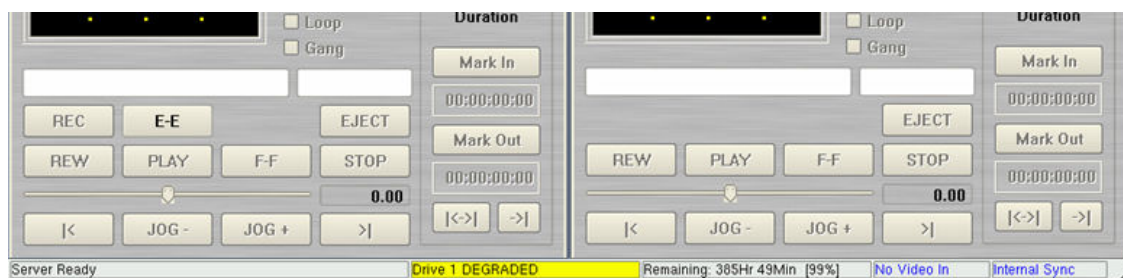 Loop
Duration
Gang
Mark In
00:00:00:00
REC E-E EJECT
Mark Out
REW PLAY F-F STOP
00:00:00:00
0.00
|< JOG - JOG + >| |<->| ->|
Loop
Duration
Gang
Mark In
00:00:00:00
EJECT
Mark Out
REW PLAY F-F STOP
00:00:00:00
0.00
|< JOG - JOG + >| |<->| ->|
Server Ready Drive 1 DEGRADED Remaining: 385Hr 49Min [99%] No Video In Internal Sync